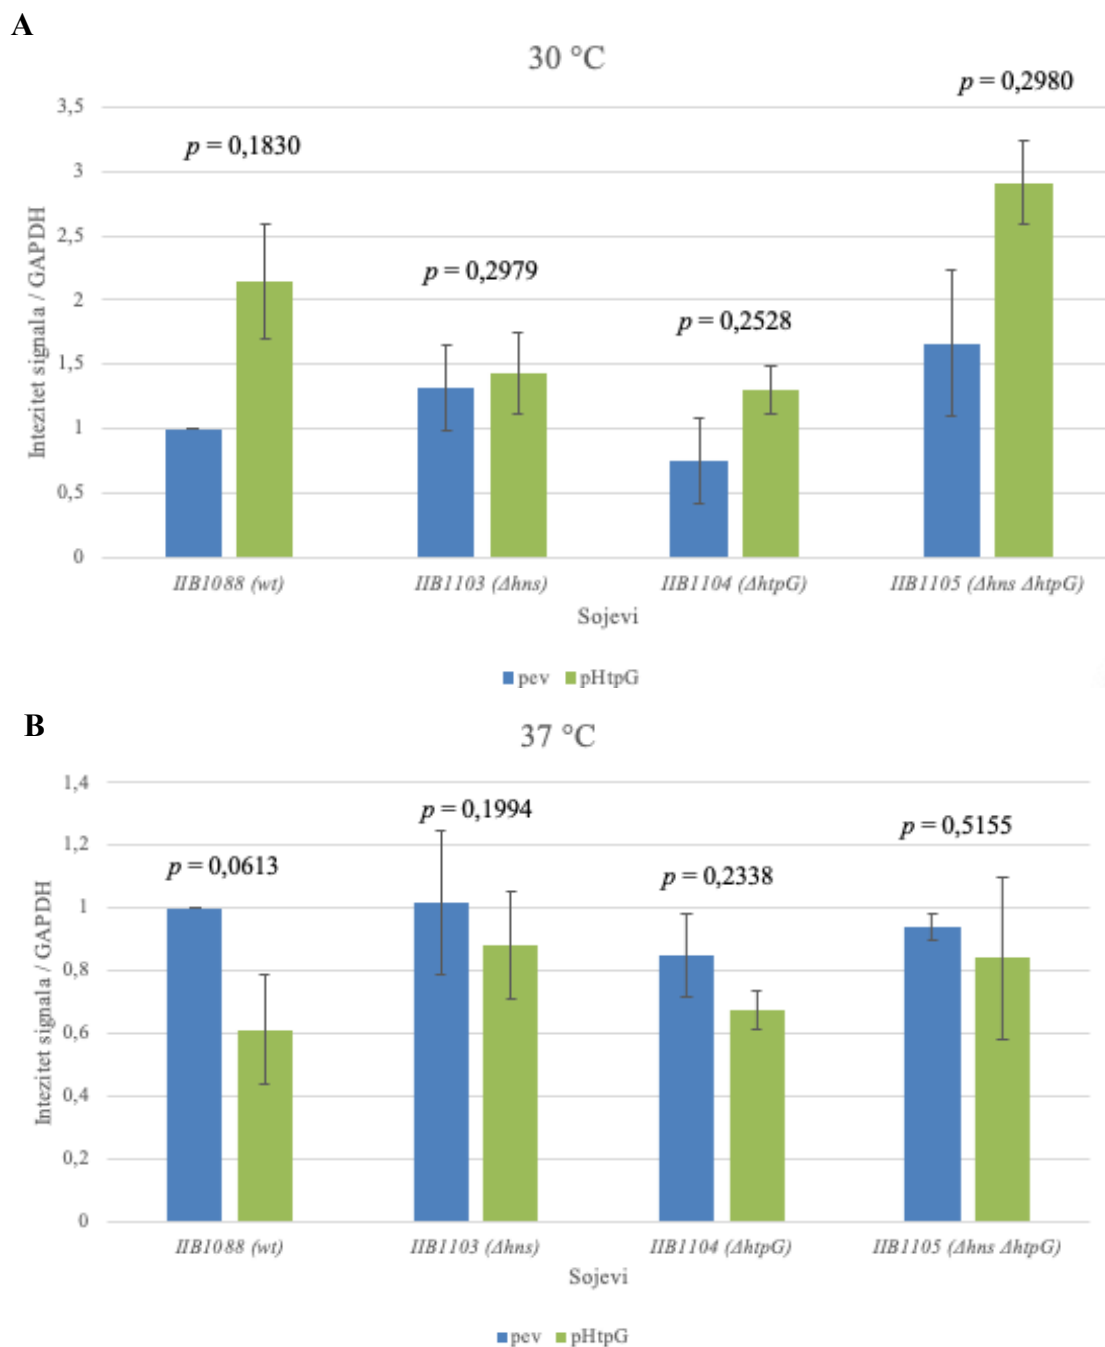 A
30 °C
p = 0,2980
3,5
p = 0,1830
3
p = 0,2979
2,5
p = 0,2528
2
1,5
1
0,5
0
Intezitet signala / GAPDH
IIB1088 (wt) IIB1103 (Δhns) IIB1104 (ΔhtpG) IIB1105 (Δhns ΔhtpG)
Sojevi
pev pHtpG
B
37 °C
1,4
p = 0,1994
p = 0,5155
1,2
p = 0,0613
p = 0,2338
1
0,8
0,6
0,4
0,2
0
Intezitet signala / GAPDH
IIB1088 (wt) IIB1103 (Δhns) IIB1104 (ΔhtpG) IIB1105 (Δhns ΔhtpG)
Sojevi
pev pHtpG